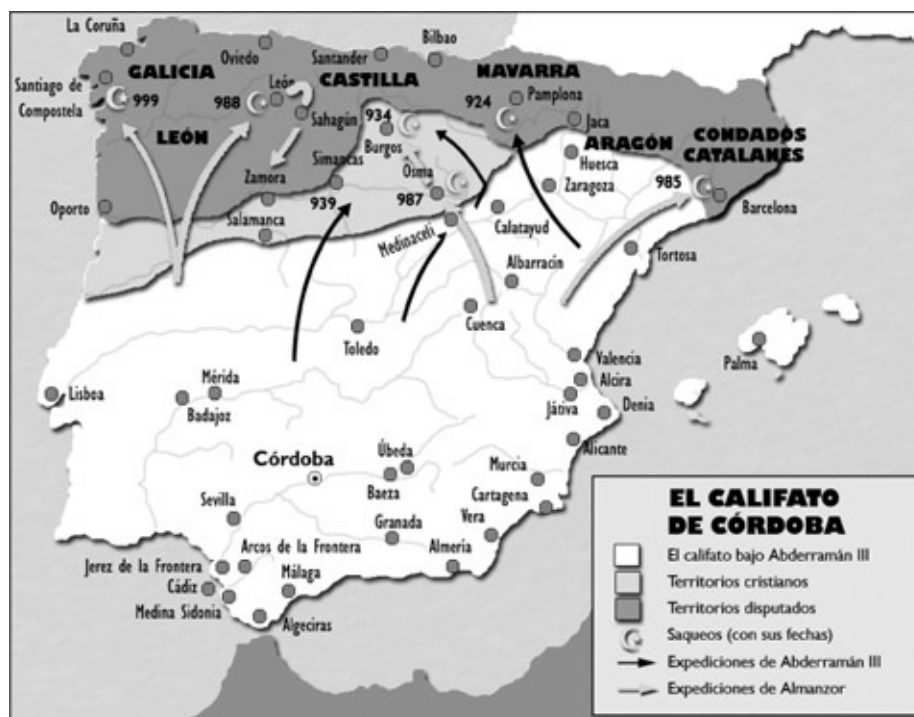 La Coruña
Oviedo
Santander
Bilbao
GALICIA
CASTILLA
NAVARRA
Santiago de
Compostela
999
988
León
Sahagún
934
924
Pamplona
Jaca
LEÓN
Burgos
ARAGÓN
CONDADOS
CATALANES
Simancas
Huesca
Zamora
Osma
Zaragoza
985
Oporto
939
987
Barcelona
Salamanca
Calatayud
Medinaceli
Tortosa
Albarracín
Cuenca
Toledo
Palma
Valencia
Lisboa
Mérida
Alcira
Badajoz
Játiva
Denia
Alicante
Córdoba
Úbeda
Murcia
Baeza
Sevilla
Cartagena
Granada
Vera
Arcos de la Frontera
Almería
Jerez de la Frontera
Cádiz
Málaga
Medina Sidonia
Algeciras
EL CALIFATO
DE CÓRDOBA
El califato bajo Abderramán III
Territorios cristianos
Territorios disputados
Saqueos (con sus fechas)
Expediciones de Abderramán III
Expediciones de Almanzor